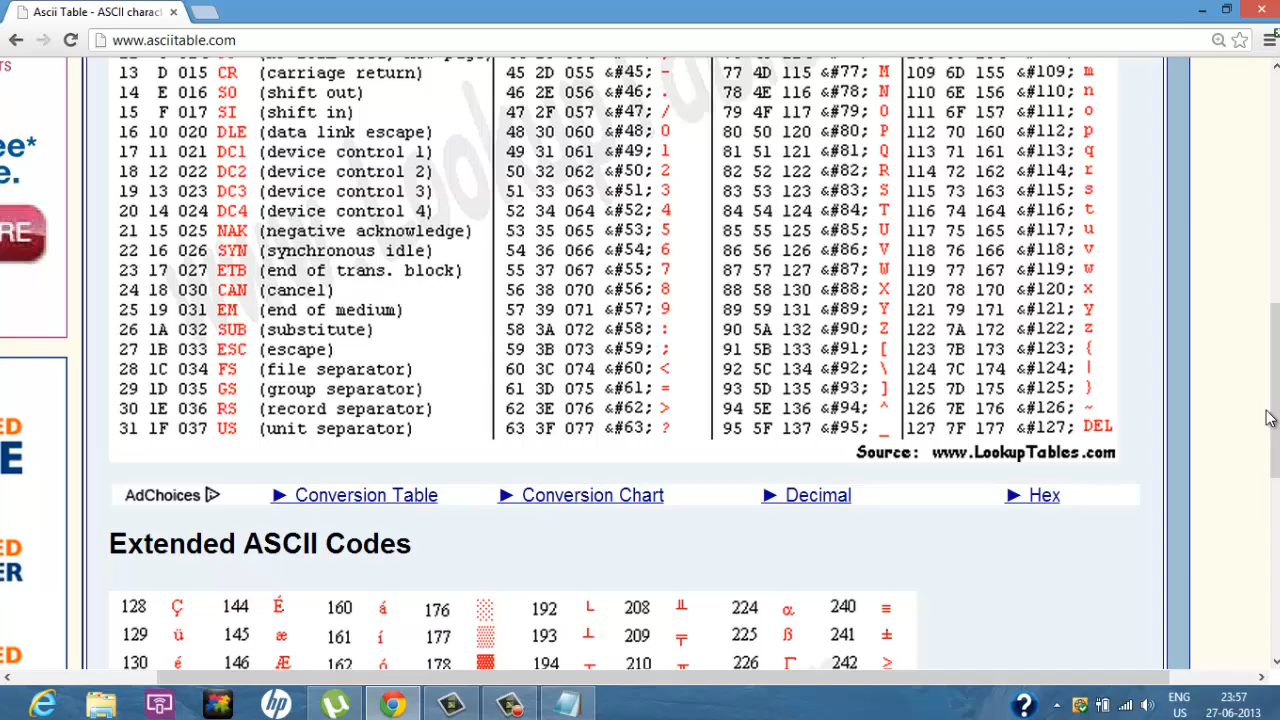 Ascii Table - ASCII charact
www.asciitable.com
rs
13 D 015 CR (carriage return) 45 2D 055 &#45; - 77 4D 115 &#77; M 109 6D 155 &#109; m
14 E 016 SO (shift out) 46 2E 056 &#46; . 78 4E 116 &#78; N 110 6E 156 &#110; n
15 F 017 SI (shift in) 47 2F 057 &#47; / 79 4F 117 &#79; O 111 6F 157 &#111; o
ee* 16 10 020 DLE (data link escape) 48 30 060 &#48; 0 80 50 120 &#80; P 112 70 160 &#112; p
17 11 021 DC1 (device control 1) 49 31 061 &#49; 1 81 51 121 &#81; Q 113 71 161 &#113; q
e. 18 12 022 DC2 (device control 2) 50 32 062 &#50; 2 82 52 122 &#82; R 114 72 162 &#114; r
19 13 023 DC3 (device control 3) 51 33 063 &#51; 3 83 53 123 &#83; S 115 73 163 &#115; s
20 14 024 DC4 (device control 4) 52 34 064 &#52; 4 84 54 124 &#84; T 116 74 164 &#116; t
RE 21 15 025 NAK (negative acknowledge) 53 35 065 &#53; 5 85 55 125 &#85; U 117 75 165 &#117; u
22 16 026 SYN (synchronous idle) 54 36 066 &#54; 6 86 56 126 &#86; V 118 76 166 &#118; v
23 17 027 ETB (end of trans. block) 55 37 067 &#55; 7 87 57 127 &#87; W 119 77 167 &#119; w
24 18 030 CAN (cancel) 56 38 070 &#56; 8 88 58 130 &#88; X 120 78 170 &#120; x
25 19 031 EM (end of medium) 57 39 071 &#57; 9 89 59 131 &#89; Y 121 79 171 &#121; y
26 1A 032 SUB (substitute) 58 3A 072 &#58; : 90 5A 132 &#90; Z 122 7A 172 &#122; z
27 1B 033 ESC (escape) 59 3B 073 &#59; ; 91 5B 133 &#91; [ 123 7B 173 &#123; {
28 1C 034 FS (file separator) 60 3C 074 &#60; < 92 5C 134 &#92; \ 124 7C 174 &#124; |
29 1D 035 GS (group separator) 61 3D 075 &#61; = 93 5D 135 &#93; ] 125 7D 175 &#125; }
30 1E 036 RS (record separator) 62 3E 076 &#62; > 94 5E 136 &#94; ^ 126 7E 176 &#126; ~
31 1F 037 US (unit separator) 63 3F 077 &#63; ? 95 5F 137 &#95; _ 127 7F 177 &#127; DEL
Source: www.LookupTables.com
ED
E
AdChoices ► Conversion Table ► Conversion Chart ► Decimal ► Hex
Extended ASCII Codes
ED
ER
128 Ç 144 É 160 á 176 ░ 192 └ 208 ╨ 224 α 240 ≡
129 ü 145 æ 161 í 177 ▒ 193 ┴ 209 ╤ 225 ß 241 ±
130 é 146 Æ 162 ó 178 ▓ 194 ┬ 210 ╥ 226 Γ 242 ≥
ED
ENG 23:57
US 27-06-2013